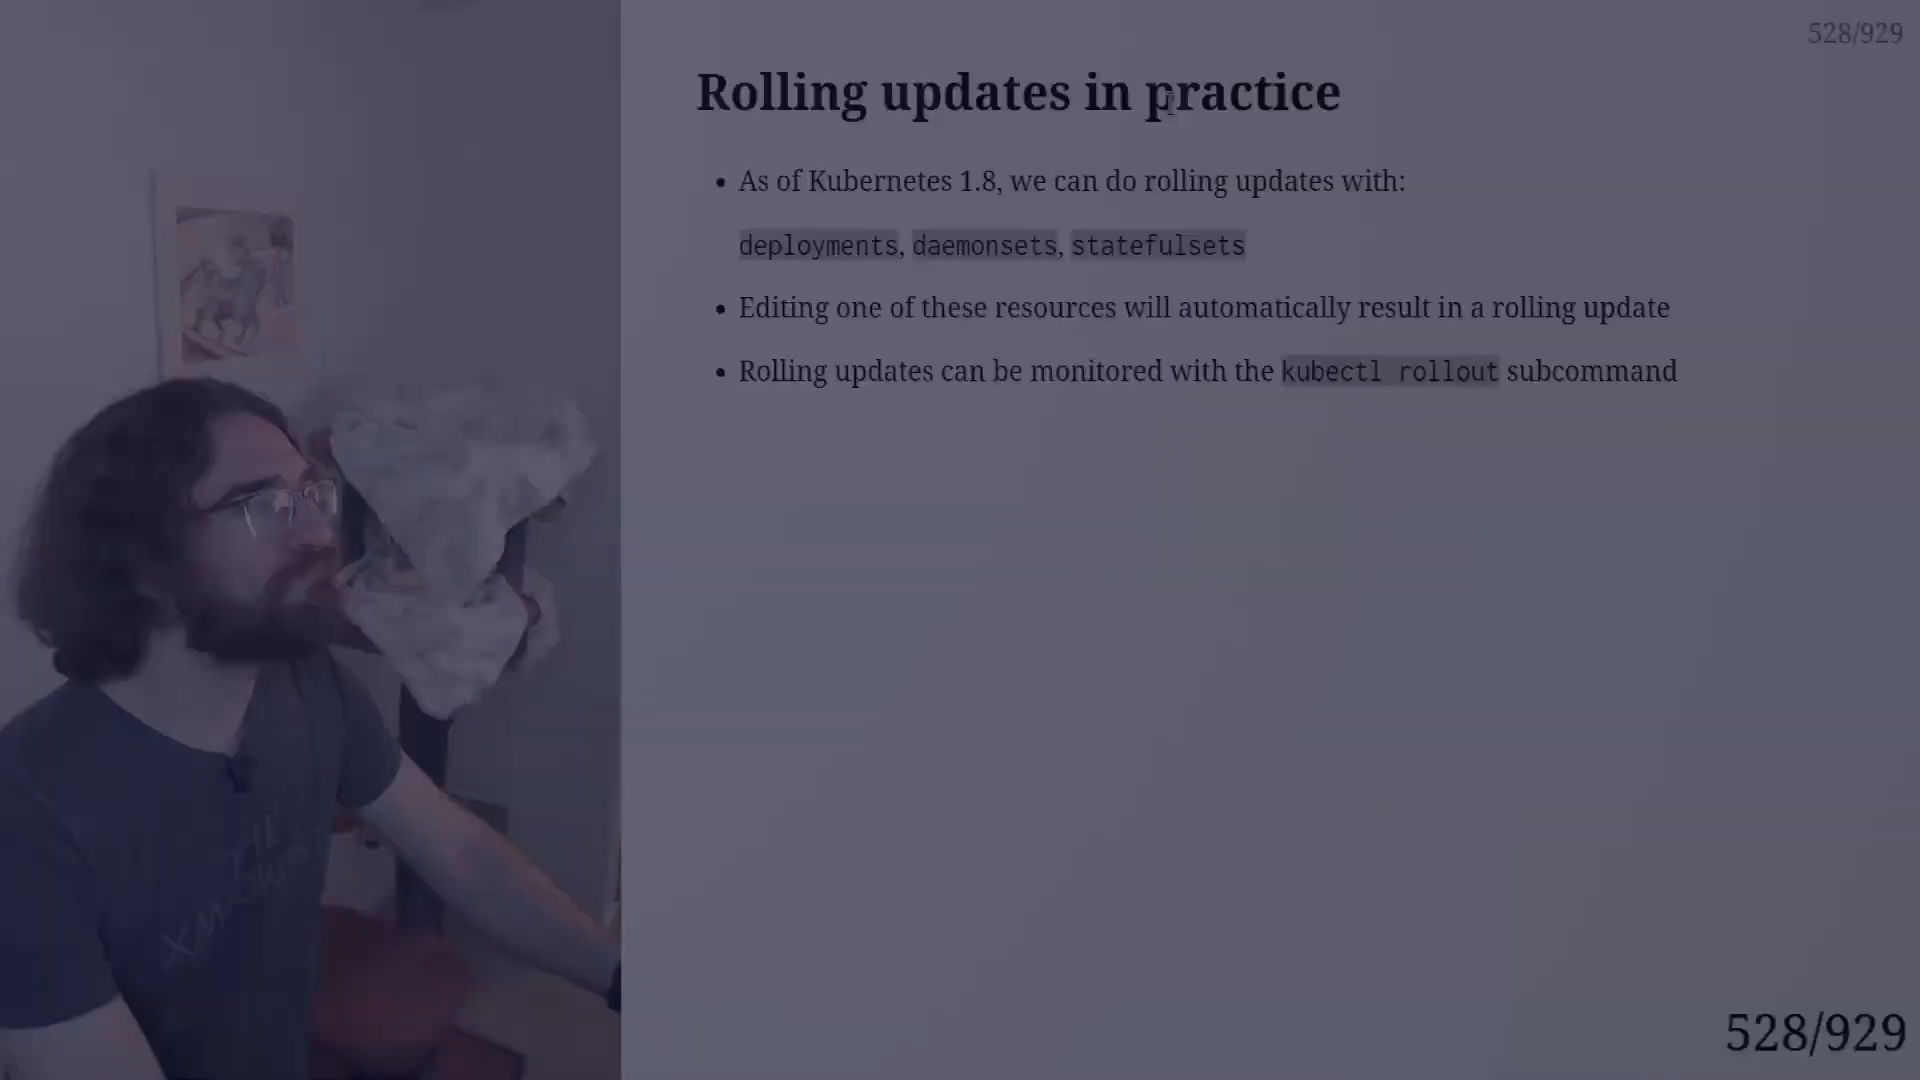 528/929
Rolling updates in practice
• As of Kubernetes 1.8, we can do rolling updates with:
deployments, daemonsets, statefulsets
• Editing one of these resources will automatically result in a rolling update
• Rolling updates can be monitored with the kubectl rollout subcommand
528/929